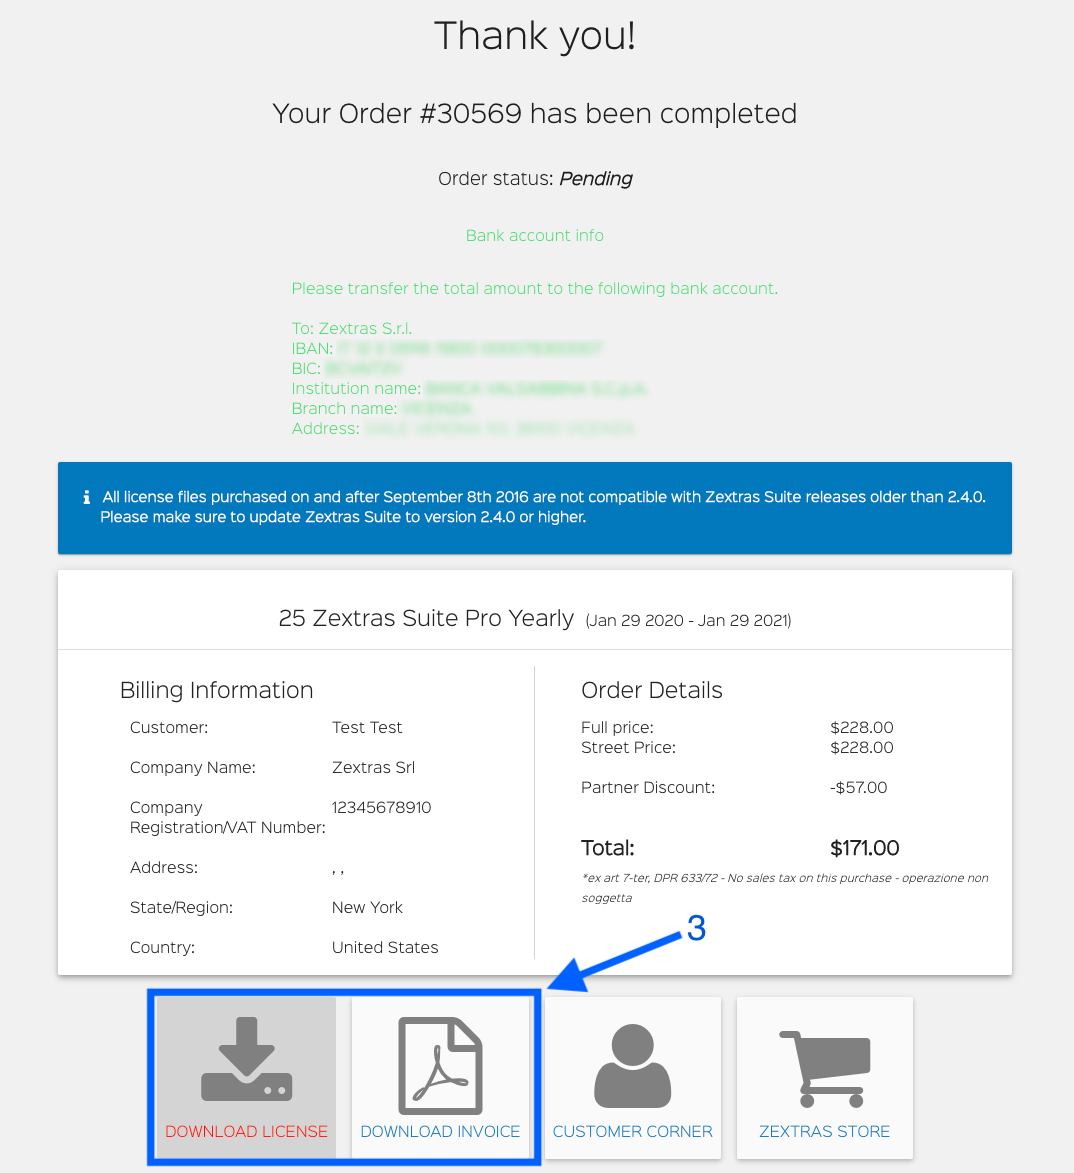 Thank you!
Your Order #30569 has been completed
Order status: Pending
Bank account info
Please transfer the total amount to the following bank account.
To: Zextras S.r.l.
IBAN:
BIC:
Institution name:
Branch name:
Address:
i All license files purchased on and after September 8th 2016 are not compatible with Zextras Suite releases older than 2.4.0.
Please make sure to update Zextras Suite to version 2.4.0 or higher.
25 Zextras Suite Pro Yearly (Jan 29 2020 - Jan 29 2021)
Billing Information
Customer: Test Test
Company Name: Zextras Srl
Company 12345678910
Registration/VAT Number:
Address: , ,
State/Region: New York
Country: United States
Order Details
Full price: $228.00
Street Price: $228.00
Partner Discount: -$57.00
Total: $171.00
*ex art 7-ter, DPR 633/72 - No sales tax on this purchase - operazione non
soggetta
3
DOWNLOAD LICENSE
DOWNLOAD INVOICE
CUSTOMER CORNER
ZEXTRAS STORE